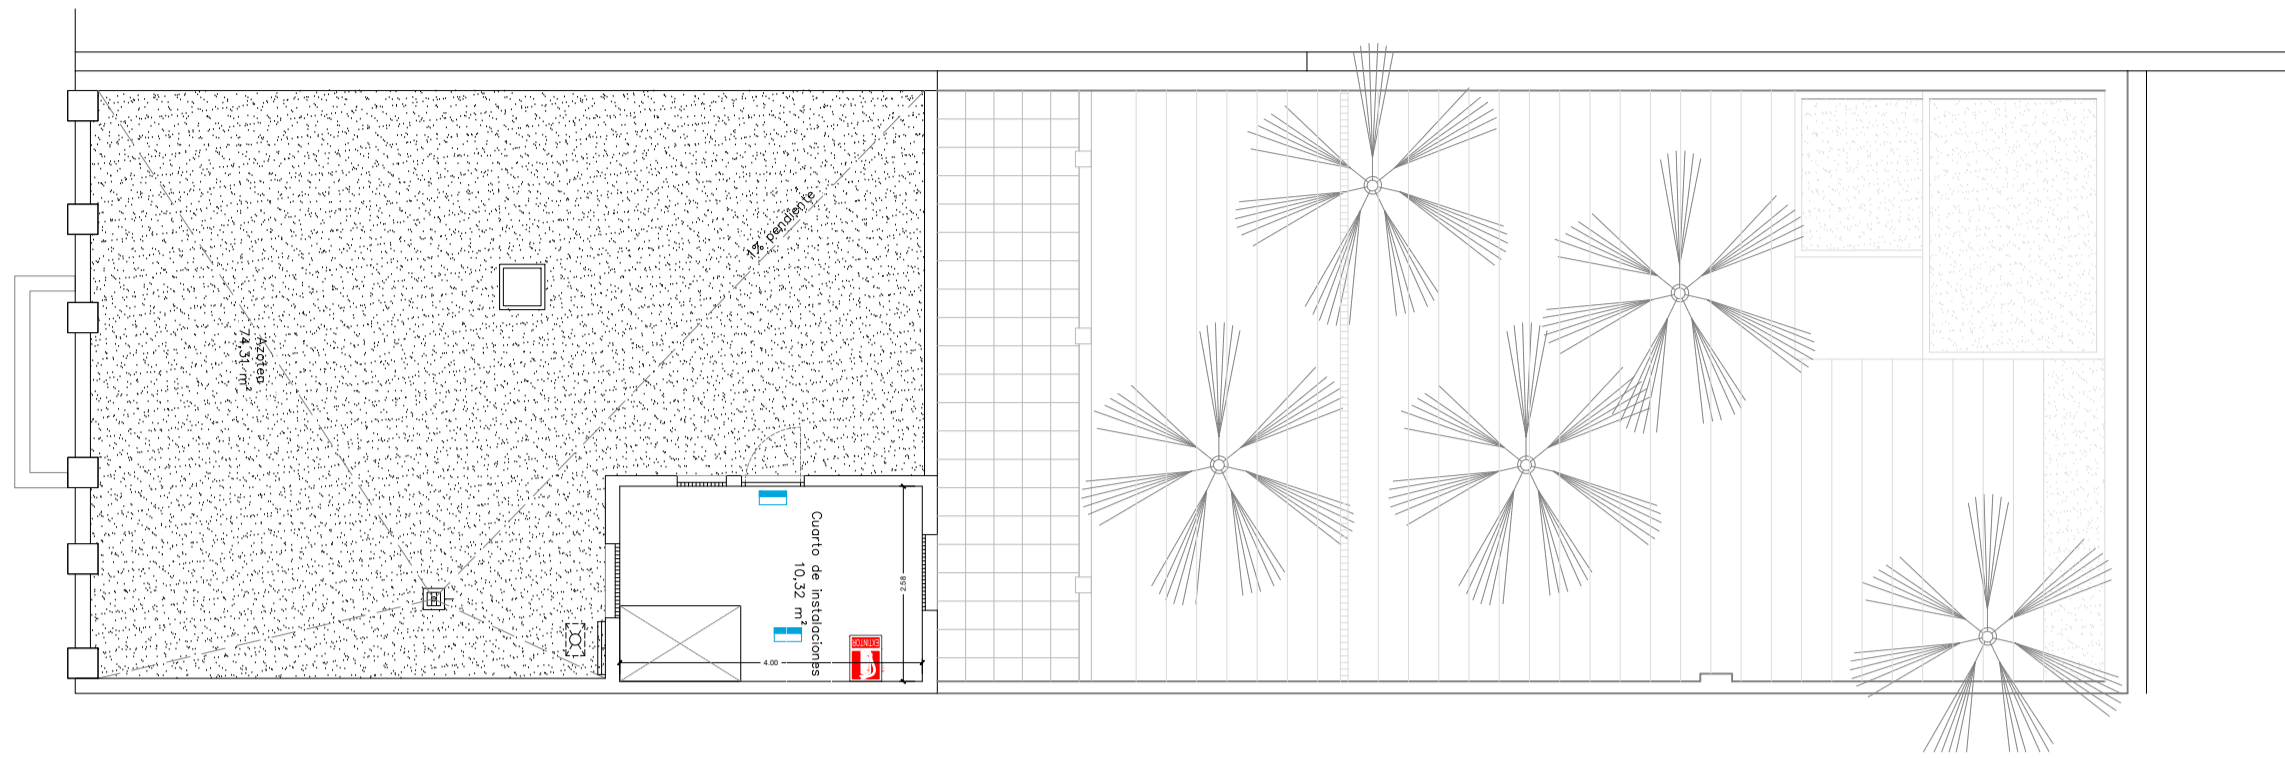 1% pendiente
Azotea
74,31 m²
Cuarto de instalaciones
10,32 m²
2.58
4.00
EXTINTOR